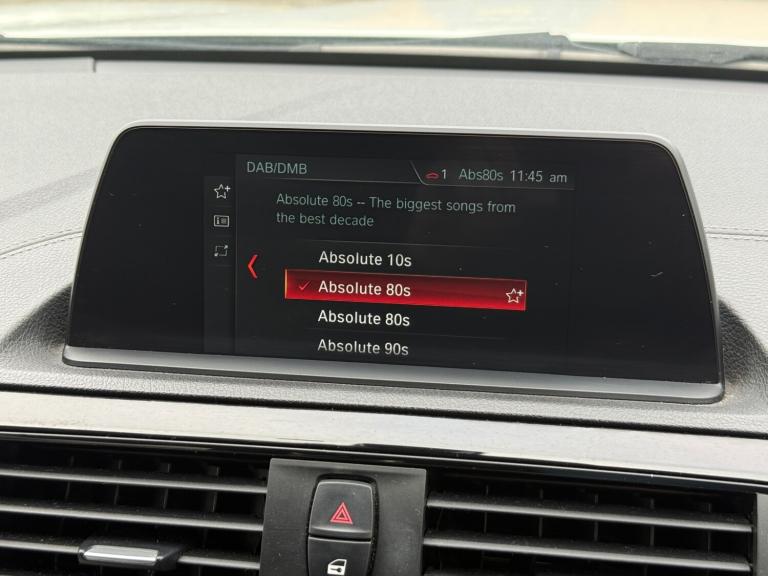 DAB/DMB
1 Abs80s 11:45 am
Absolute 80s -- The biggest songs from
the best decade
Absolute 10s
Absolute 80s
Absolute 80s
Absolute 90s